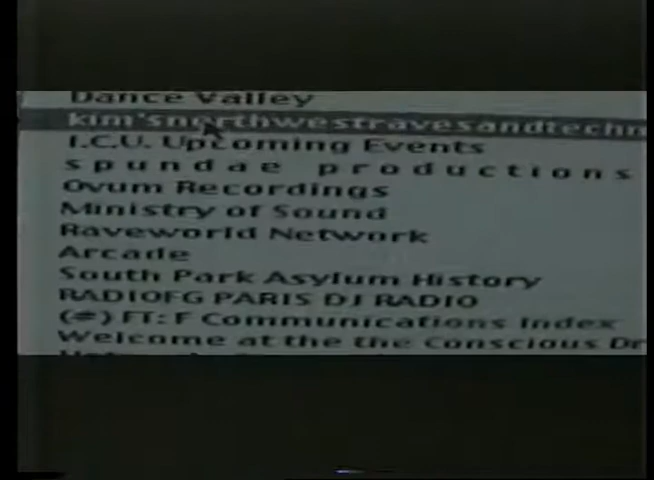 Dance Valley
kim'snorthwestravesandtechn
I.C.U. Upcoming Events
spundae productions
Ovum Recordings
Ministry of Sound
Raveworld Network
Arcade
South Park Asylum History
RADIOFG PARIS DJ RADIO
(#) FT:F Communications Index
Welcome at the the Conscious Dr